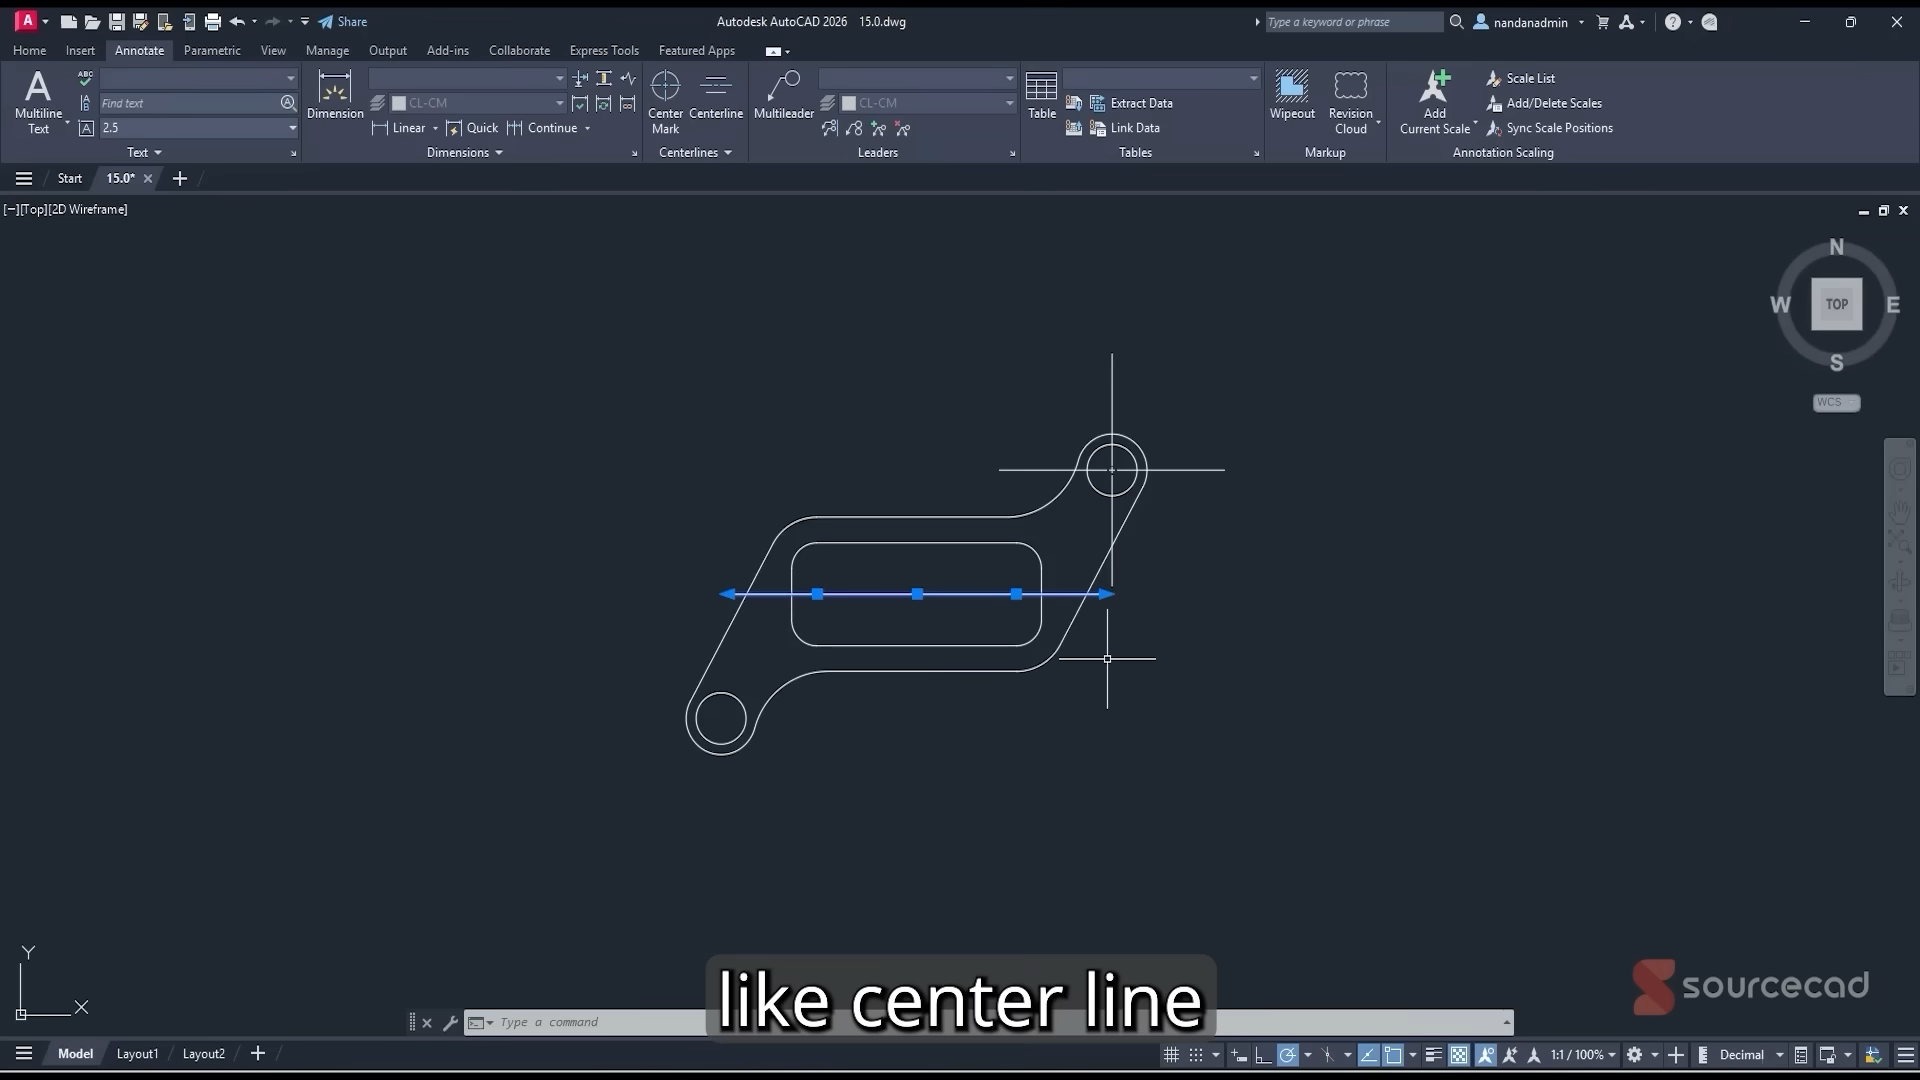 A
Share
Autodesk AutoCAD 2026 15.0.dwg
Type a keyword or phrase
nandanadmin
Home Insert Annotate Parametric View Manage Output Add-ins Collaborate Express Tools Featured Apps
Multiline Text
ABC
Find text
2.5
Text
Dimension
CL-CM
Linear Quick Continue
Dimensions
Center Mark
Centerline
Centerlines
Multileader
CL-CM
Leaders
Table
Extract Data
Link Data
Tables
Wipeout
Revision Cloud
Markup
Add Current Scale
Scale List
Add/Delete Scales
Sync Scale Positions
Annotation Scaling
Start 15.0*
[−][Top][2D Wireframe]
N
W TOP E
S
WCS
Y
X
sourcecad
like center line
Type a command
Model Layout1 Layout2
1:1 / 100%
Decimal